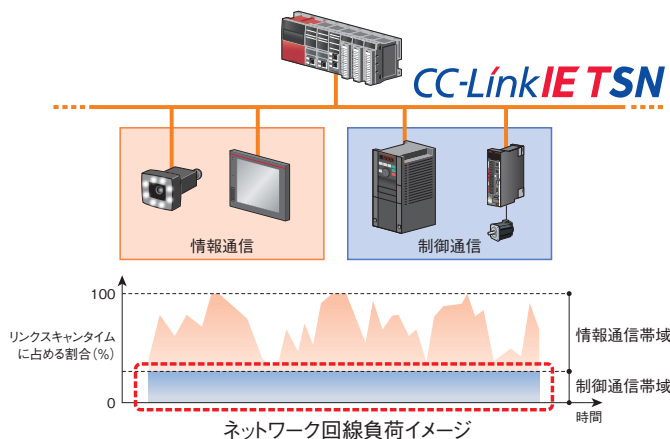 CC-Link IE TSN
情報通信
制御通信
100
リンクスキャンタイム
に占める割合(%)
0
情報通信帯域
制御通信帯域
時間
ネットワーク回線負荷イメージ